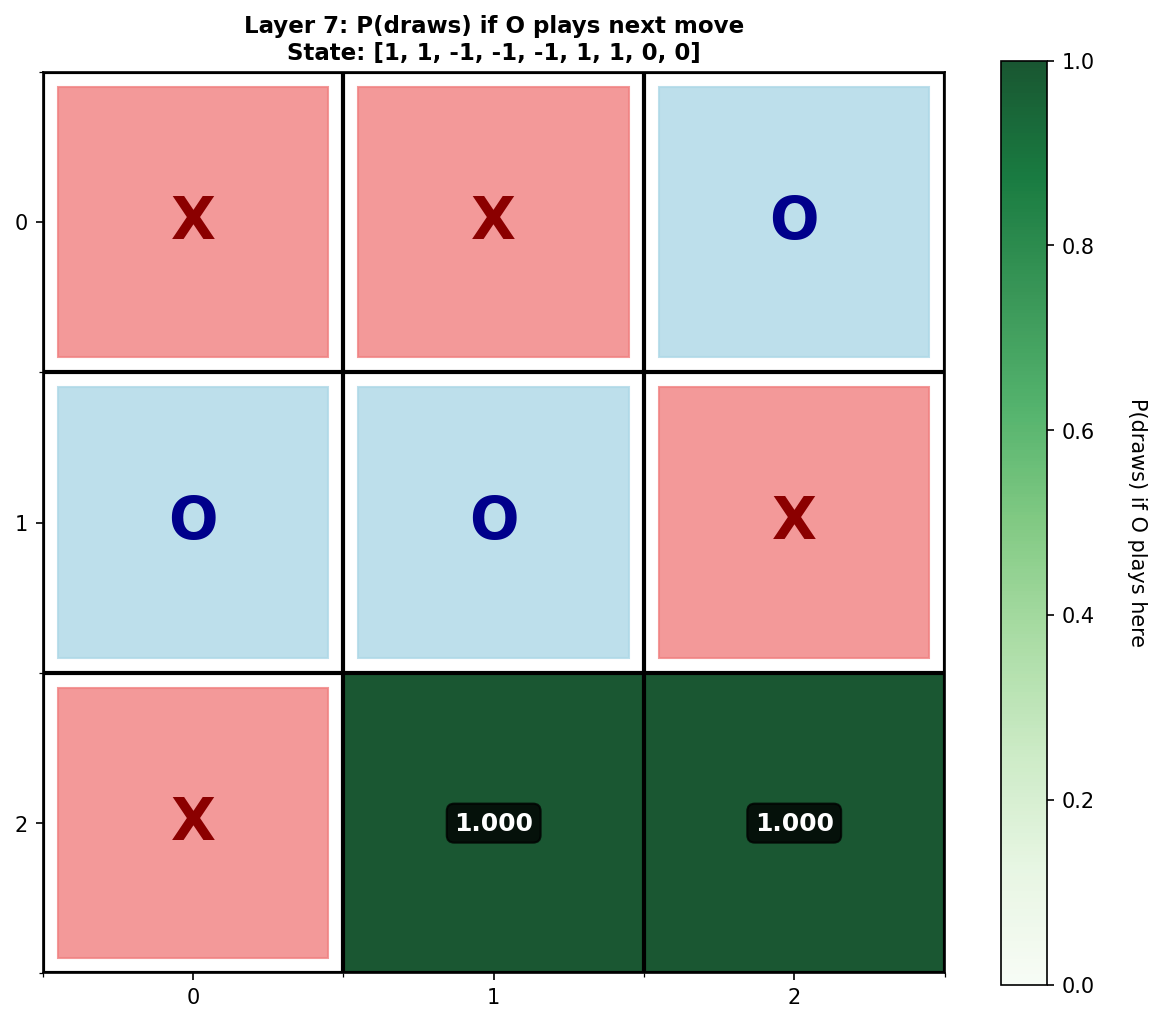 Layer 7: P(draws) if O plays next move
State: [1, 1, -1, -1, -1, 1, 1, 0, 0]
X X O
O O X
X 1.000 1.000
0
1
2
0 1 2
1.0
0.8
0.6
0.4
0.2
0.0
P(draws) if O plays here